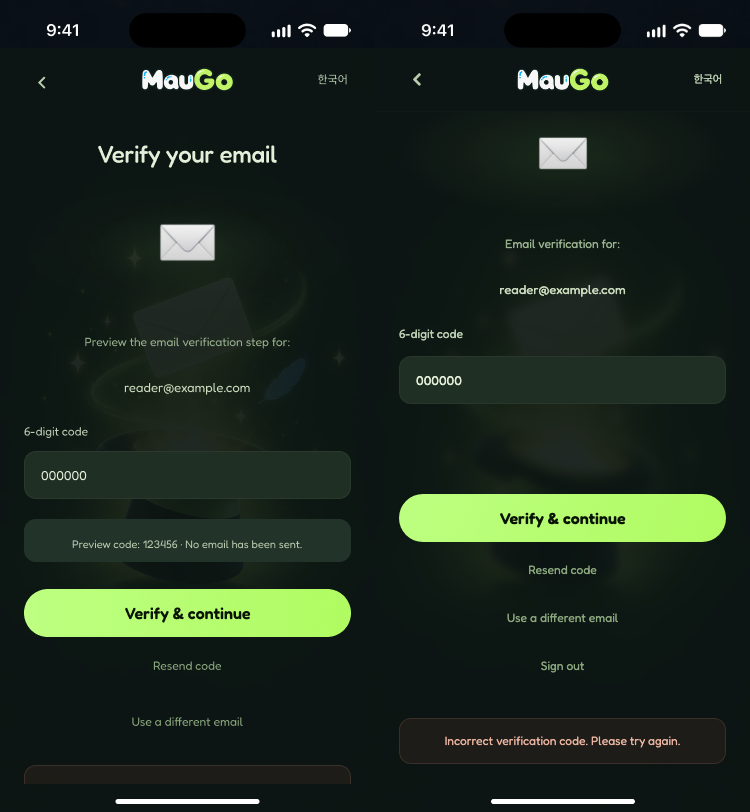 9:41
MauGo
한국어
Verify your email
Preview the email verification step for:
reader@example.com
6-digit code
000000
Preview code: 123456 · No email has been sent.
Verify & continue
Resend code
Use a different email
9:41
MauGo
한국어
Email verification for:
reader@example.com
6-digit code
000000
Verify & continue
Resend code
Use a different email
Sign out
Incorrect verification code. Please try again.